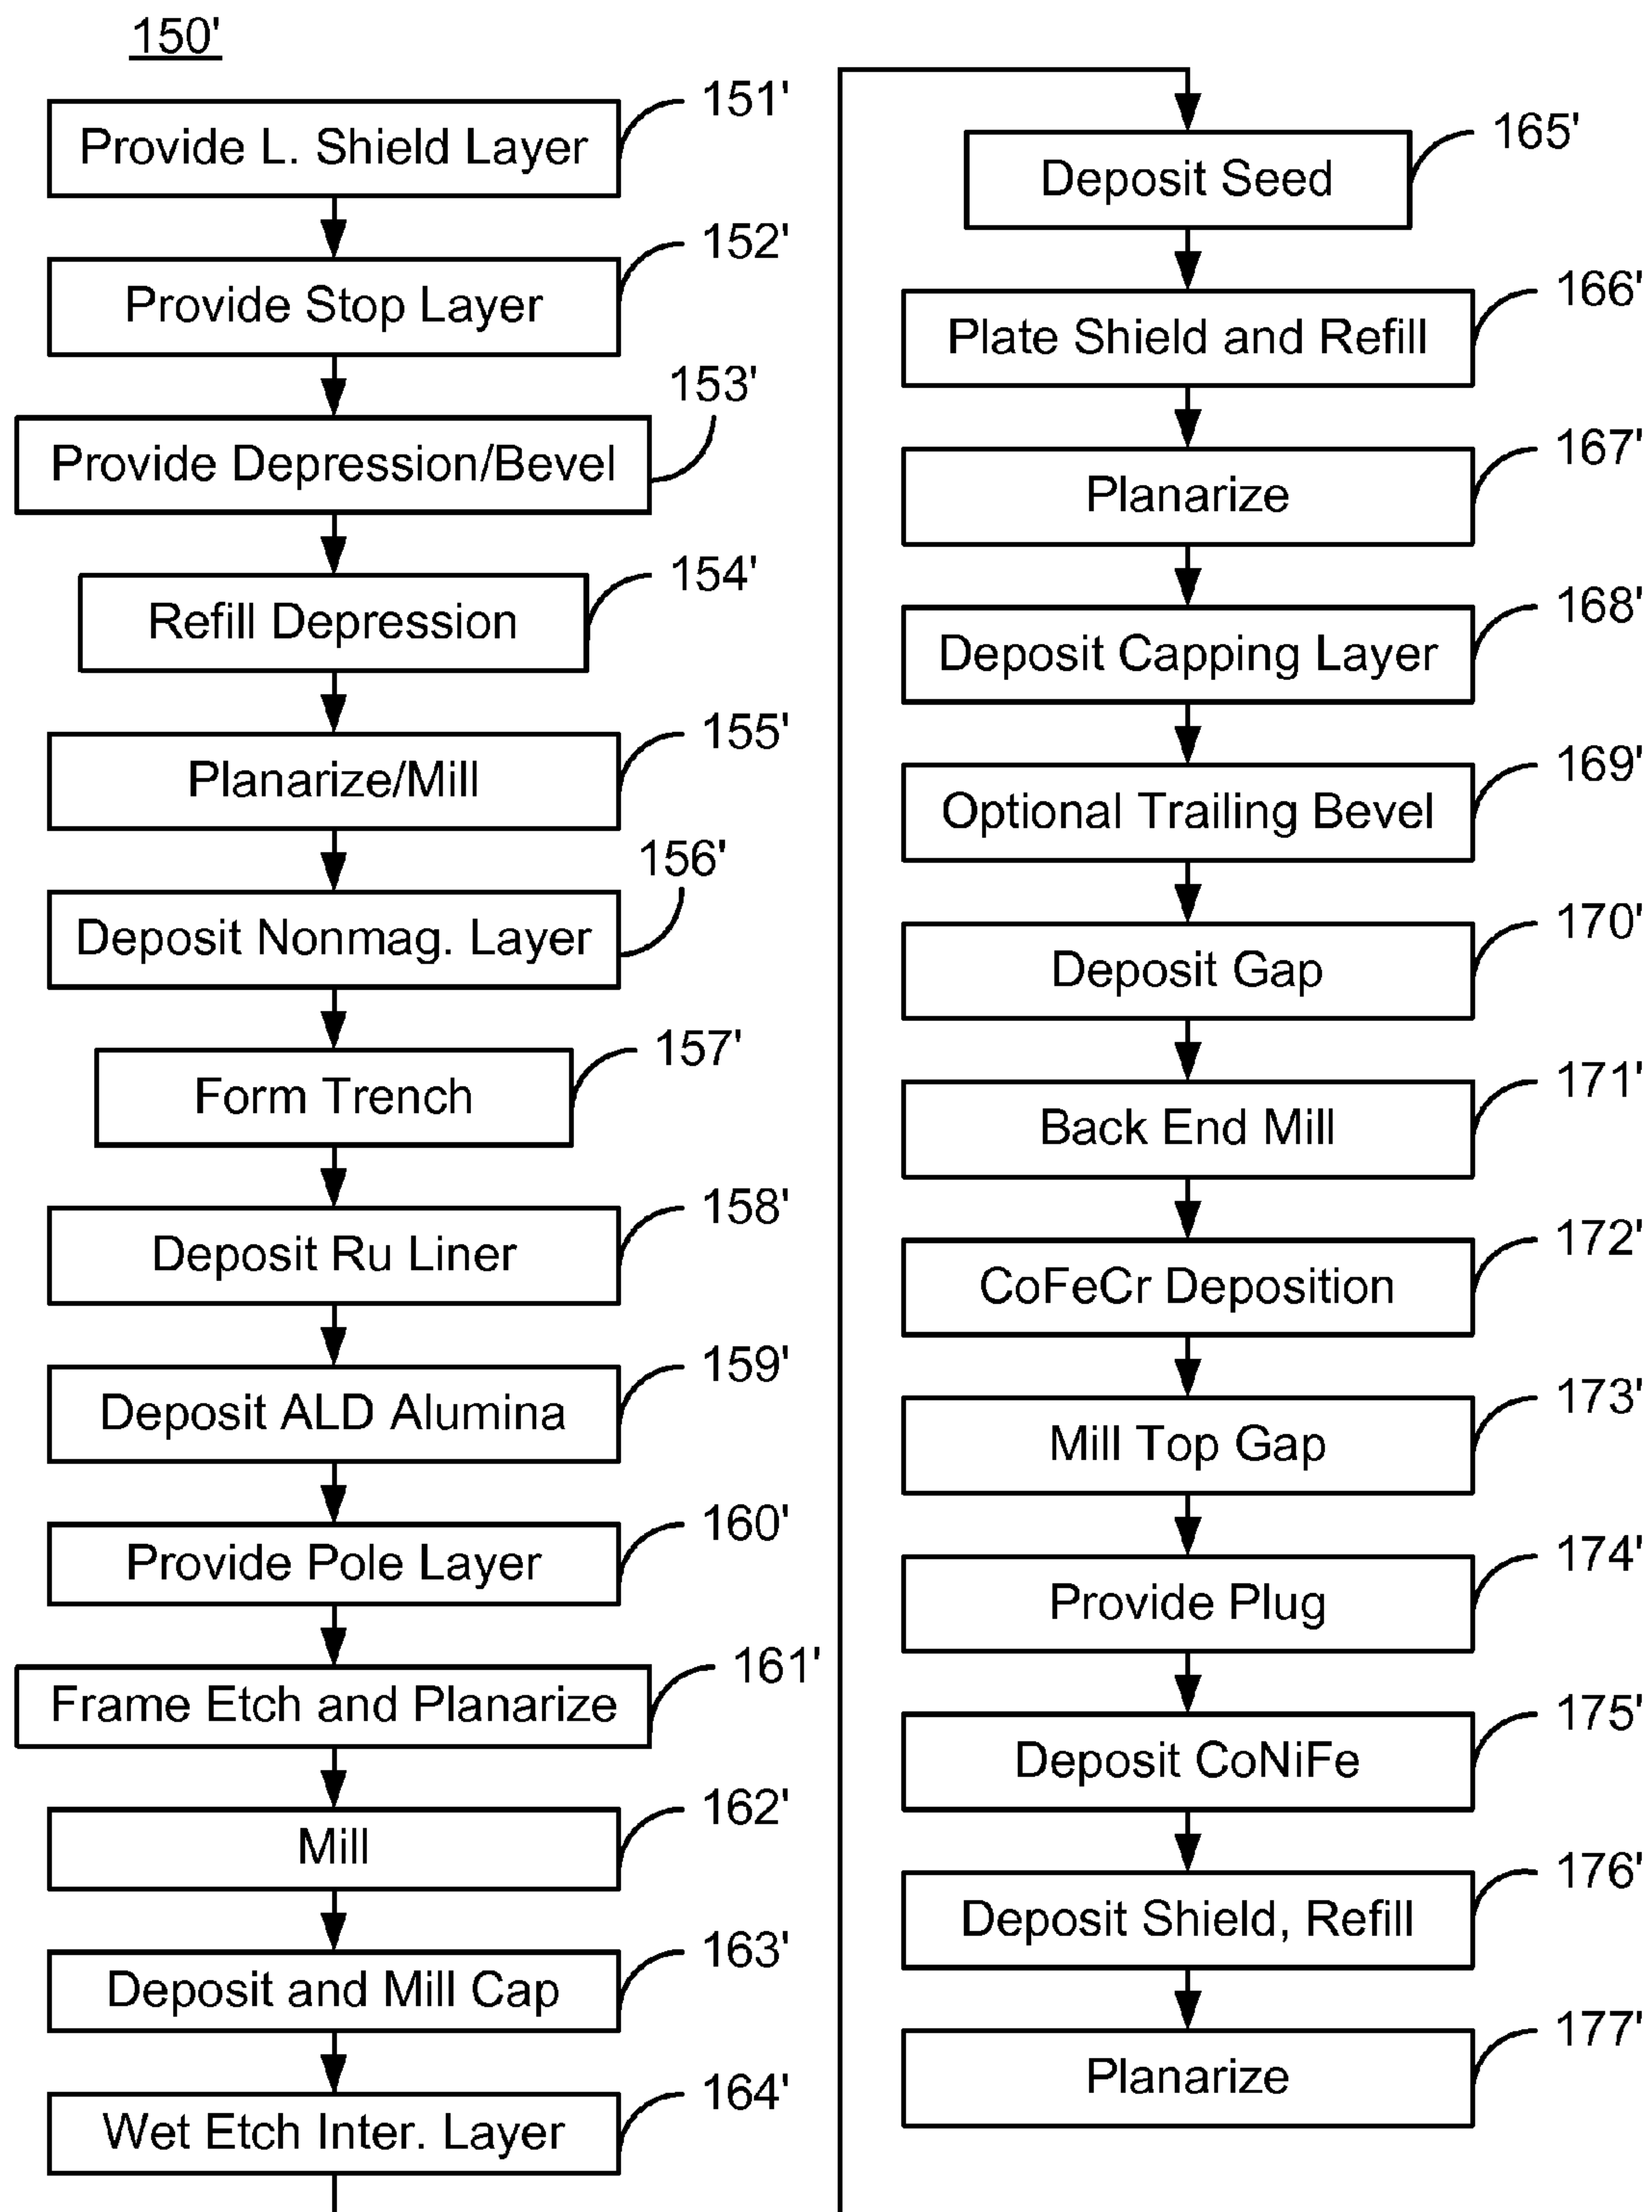 150'
Provide L. Shield Layer 151'
Provide Stop Layer 152'
Provide Depression/Bevel 153'
Refill Depression 154'
Planarize/Mill 155'
Deposit Nonmag. Layer 156'
Form Trench 157'
Deposit Ru Liner 158'
Deposit ALD Alumina 159'
Provide Pole Layer 160'
Frame Etch and Planarize 161'
Mill 162'
Deposit and Mill Cap 163'
Wet Etch Inter. Layer 164'
Deposit Seed 165'
Plate Shield and Refill 166'
Planarize 167'
Deposit Capping Layer 168'
Optional Trailing Bevel 169'
Deposit Gap 170'
Back End Mill 171'
CoFeCr Deposition 172'
Mill Top Gap 173'
Provide Plug 174'
Deposit CoNiFe 175'
Deposit Shield, Refill 176'
Planarize 177'